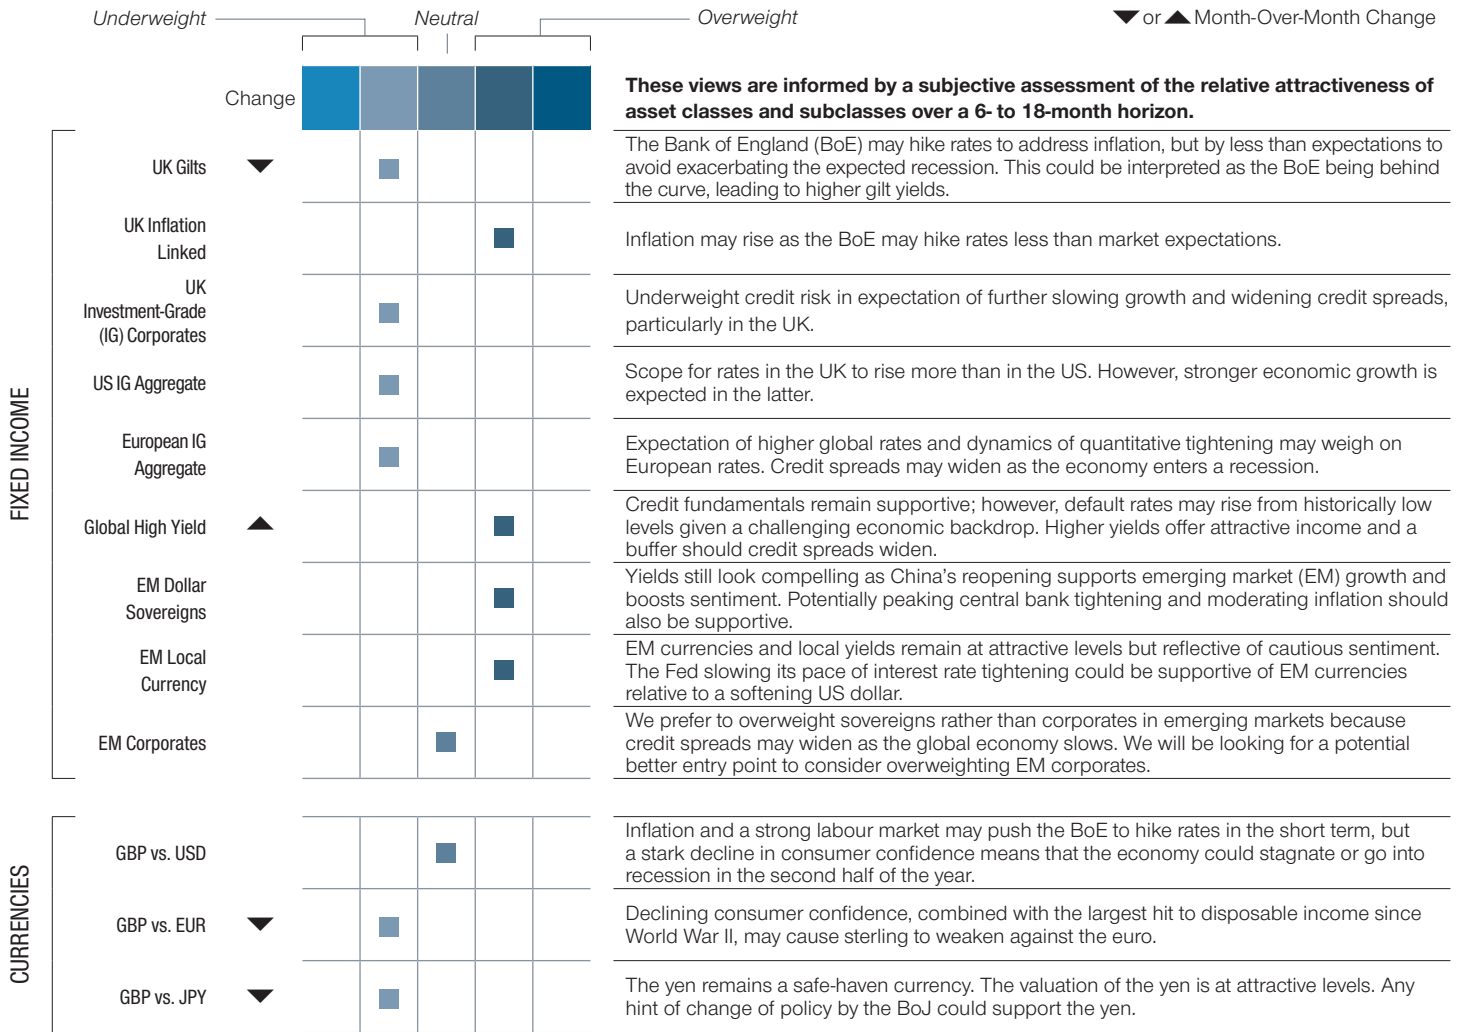 Underweight
Neutral
Overweight
▼ or ▲ Month-Over-Month Change
Change
These views are informed by a subjective assessment of the relative attractiveness of
asset classes and subclasses over a 6- to 18-month horizon.
FIXED INCOME
UK Gilts
▼
The Bank of England (BoE) may hike rates to address inflation, but by less than expectations to
avoid exacerbating the expected recession. This could be interpreted as the BoE being behind
the curve, leading to higher gilt yields.
UK Inflation
Linked
Inflation may rise as the BoE may hike rates less than market expectations.
UK
Investment-Grade
(IG) Corporates
Underweight credit risk in expectation of further slowing growth and widening credit spreads,
particularly in the UK.
US IG Aggregate
Scope for rates in the UK to rise more than in the US. However, stronger economic growth is
expected in the latter.
European IG
Aggregate
Expectation of higher global rates and dynamics of quantitative tightening may weigh on
European rates. Credit spreads may widen as the economy enters a recession.
Global High Yield
▲
Credit fundamentals remain supportive; however, default rates may rise from historically low
levels given a challenging economic backdrop. Higher yields offer attractive income and a
buffer should credit spreads widen.
EM Dollar
Sovereigns
Yields still look compelling as China’s reopening supports emerging market (EM) growth and
boosts sentiment. Potentially peaking central bank tightening and moderating inflation should
also be supportive.
EM Local
Currency
EM currencies and local yields remain at attractive levels but reflective of cautious sentiment.
The Fed slowing its pace of interest rate tightening could be supportive of EM currencies
relative to a softening US dollar.
EM Corporates
We prefer to overweight sovereigns rather than corporates in emerging markets because
credit spreads may widen as the global economy slows. We will be looking for a potential
better entry point to consider overweighting EM corporates.
CURRENCIES
GBP vs. USD
Inflation and a strong labour market may push the BoE to hike rates in the short term, but
a stark decline in consumer confidence means that the economy could stagnate or go into
recession in the second half of the year.
GBP vs. EUR
▼
Declining consumer confidence, combined with the largest hit to disposable income since
World War II, may cause sterling to weaken against the euro.
GBP vs. JPY
▼
The yen remains a safe-haven currency. The valuation of the yen is at attractive levels. Any
hint of change of policy by the BoJ could support the yen.